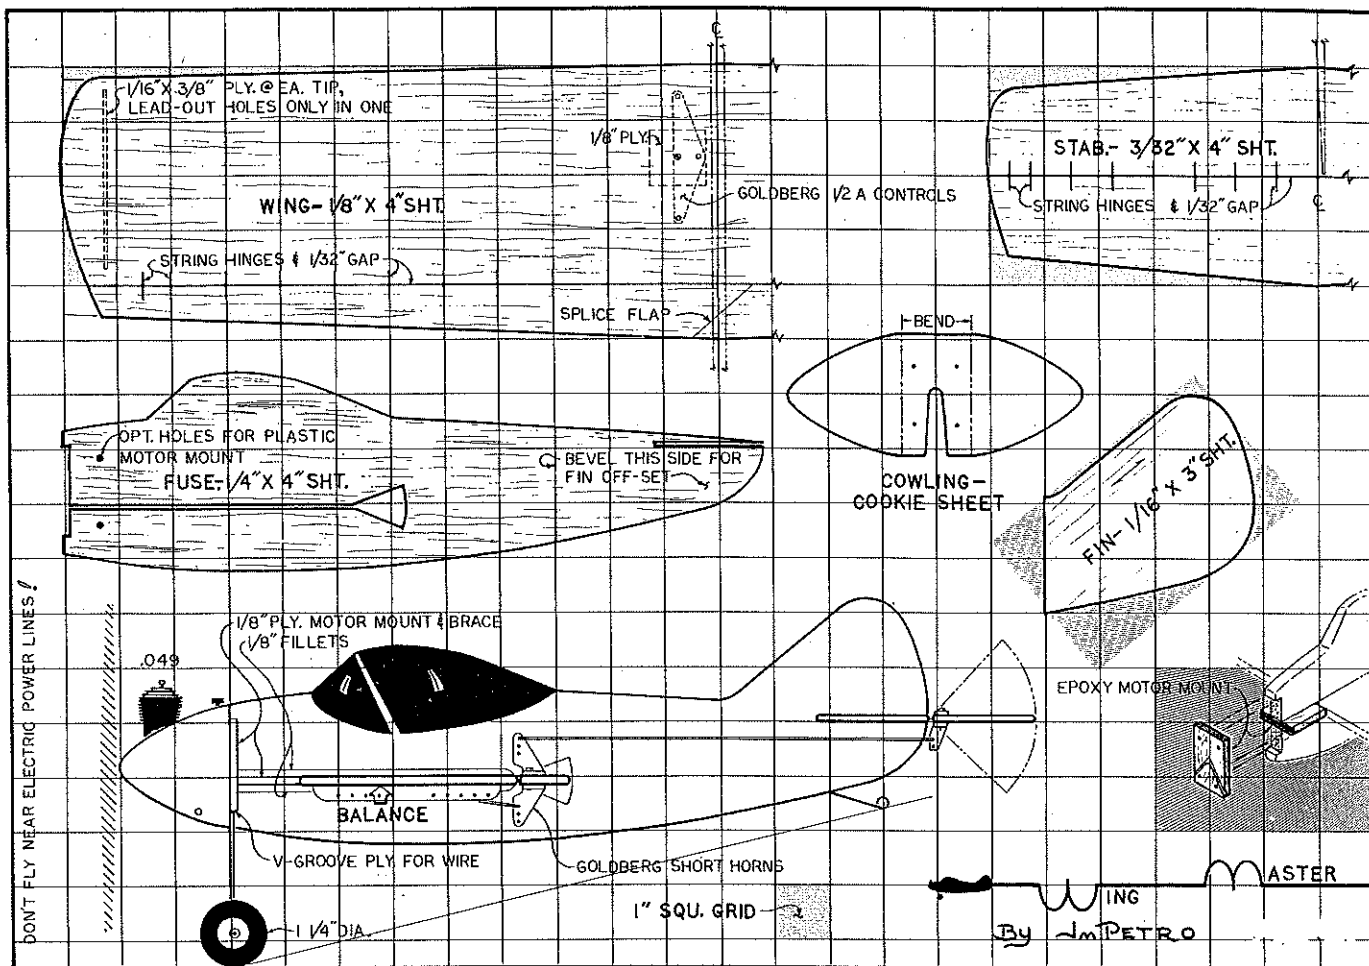 1/16" X 3/8" PLY. @ EA. TIP,
LEAD-OUT HOLES ONLY IN ONE
WING-1/8" X 4" SHT.
STRING HINGES & 1/32" GAP
1/8" PLY.
GOLDBERG 1/2 A CONTROLS
SPLICE FLAP
℄
STAB.- 3/32" X 4" SHT.
STRING HINGES & 1/32" GAP
℄
BEND
COWLING-
COOKIE SHEET
OPT. HOLES FOR PLASTIC
MOTOR MOUNT
FUSE.-1/4" X 4" SHT.
BEVEL THIS SIDE FOR
FIN OFF-SET
FIN- 1/16" X 3" SHT.
DON'T FLY NEAR ELECTRIC POWER LINES!
1/8" PLY. MOTOR MOUNT & BRACE
1/8" FILLETS
.049
BALANCE
V-GROOVE PLY. FOR WIRE
GOLDBERG SHORT HORNS
1 1/4" DIA.
1" SQU. GRID
EPOXY MOTOR MOUNT
WING MASTER
By Jim PETRO